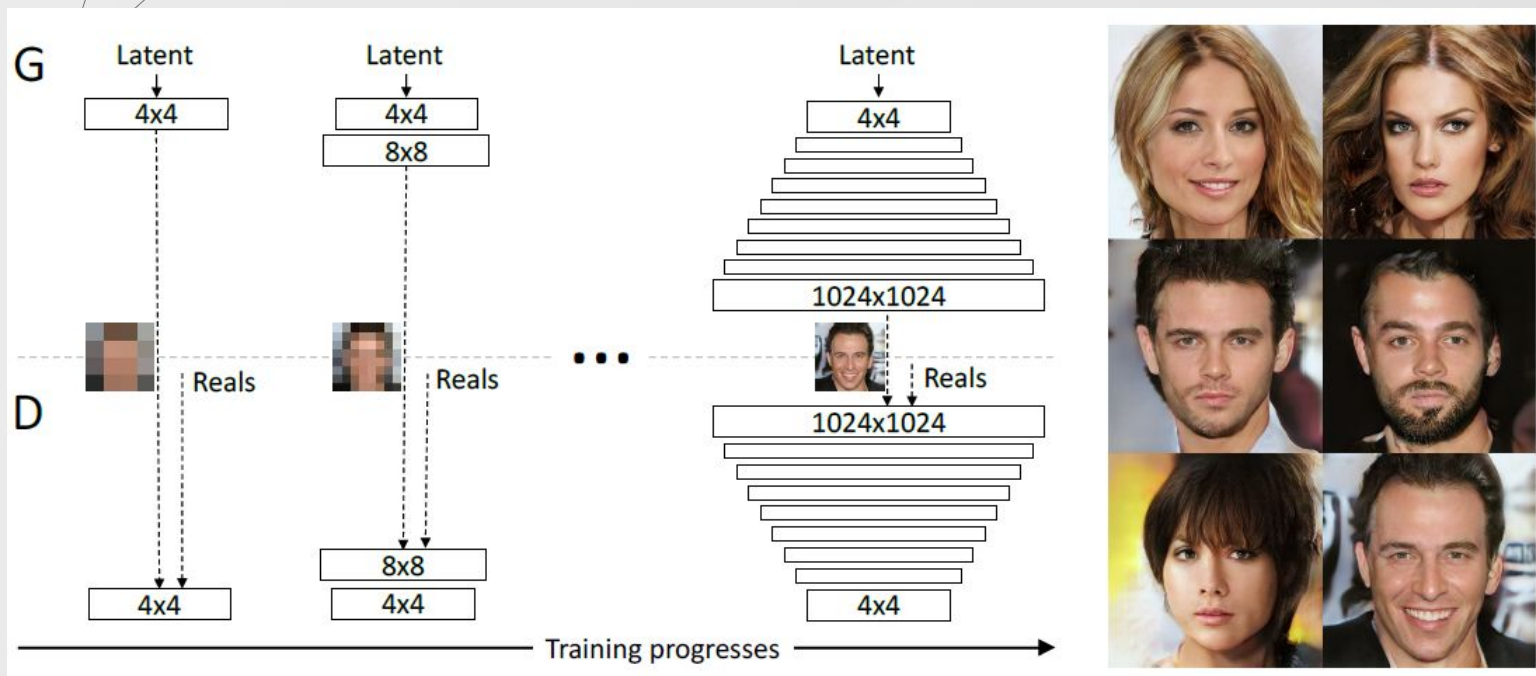 G
Latent
4x4
Latent
4x4
8x8
Latent
4x4
1024x1024
Reals
Reals
Reals
D
1024x1024
8x8
4x4
4x4
4x4
Training progresses